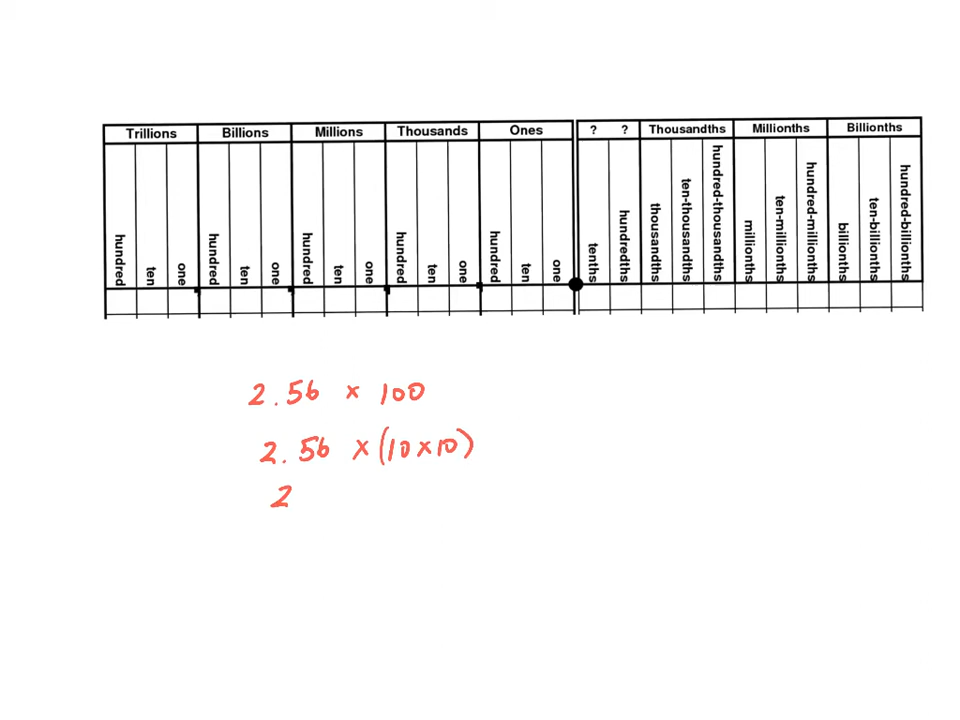 Trillions Billions Millions Thousands Ones ? ? Thousandths Millionths Billionths
hundred ten one hundred ten one hundred ten one hundred ten one hundred ten one tenths hundredths thousandths ten-thousandths hundred-thousandths millionths ten-millionths hundred-millionths billionths ten-billionths hundred-billionths
2.56 × 100
2.56 × (10×10)
2